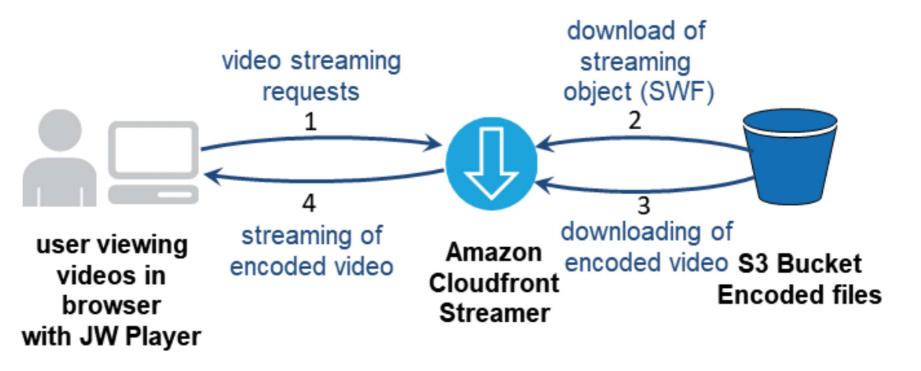 video streaming
requests
1
download of
streaming
object (SWF)
2
4
streaming of
encoded video
3
downloading of
encoded video
user viewing
videos in
browser
with JW Player
Amazon
Cloudfront
Streamer
S3 Bucket
Encoded files